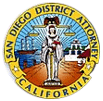 SAN DIEGO DISTRICT ATTORNEY
CALIFORNIA